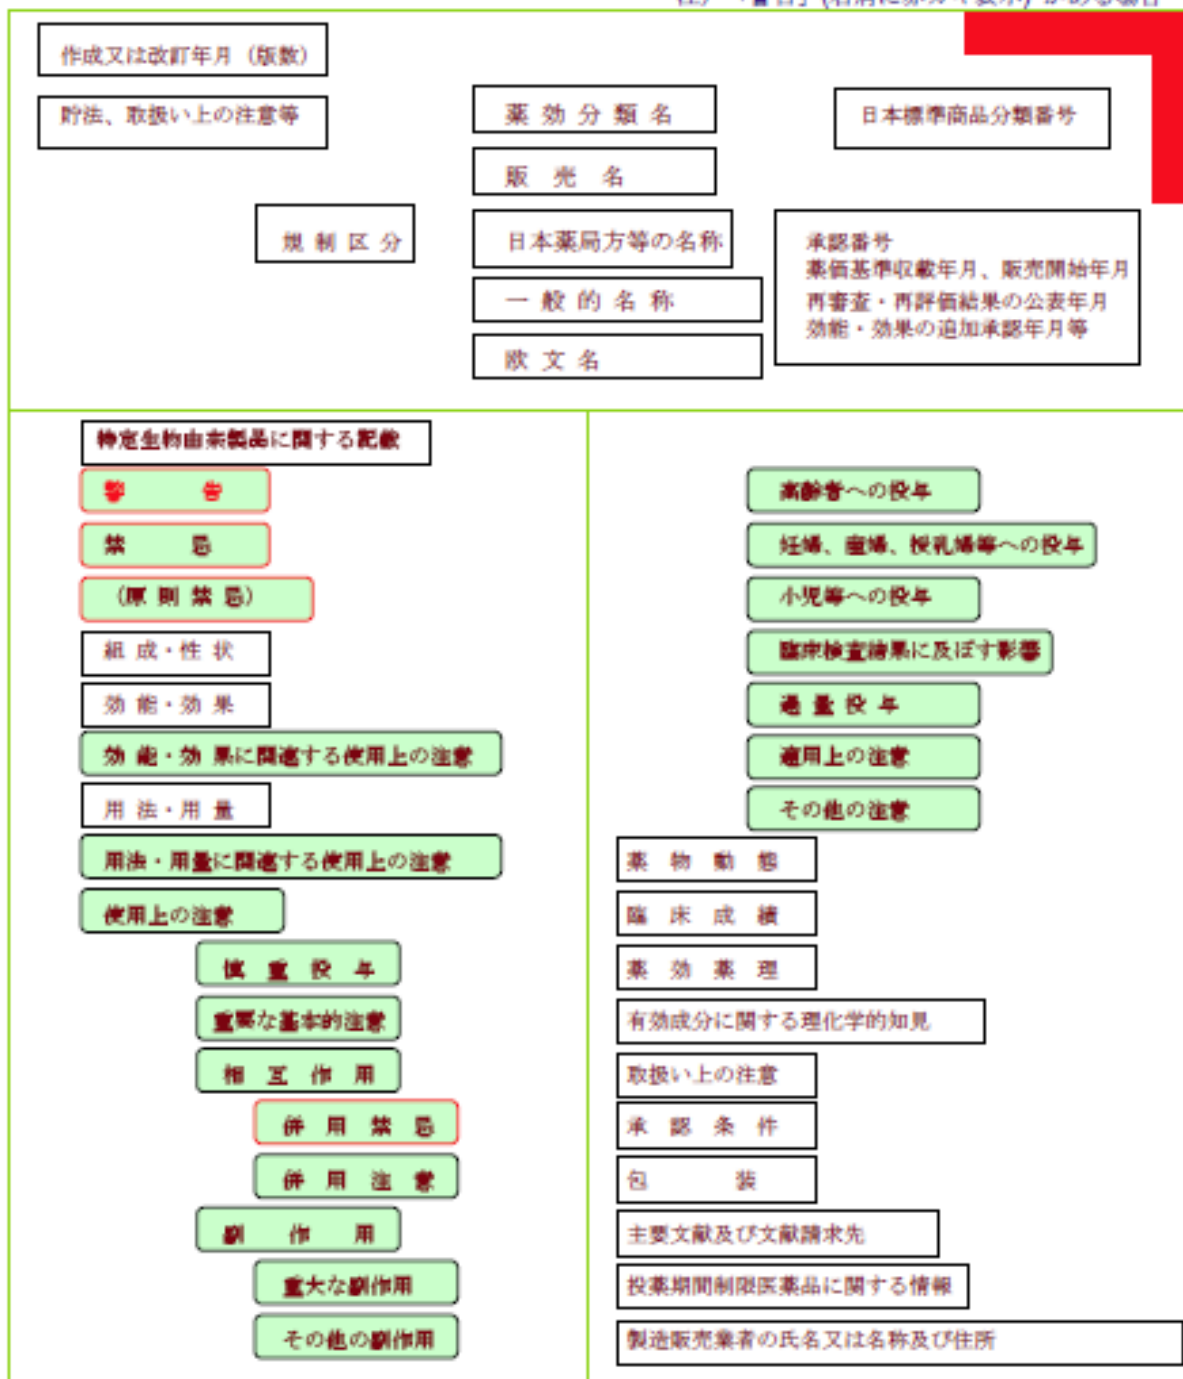 作成又は改訂年月（版数）
貯法、取扱い上の注意等
薬効分類名
日本標準商品分類番号
販売名
規制区分
日本薬局方等の名称
承認番号
薬価基準収載年月、販売開始年月
再審査・再評価結果の公表年月
効能・効果の追加承認年月等
一般的名称
欧文名
特定生物由来製品に関する記載
警告
禁忌
（原則禁忌）
組成・性状
効能・効果
効能・効果に関連する使用上の注意
用法・用量
用法・用量に関連する使用上の注意
使用上の注意
慎重投与
重要な基本的注意
相互作用
併用禁忌
併用注意
副作用
重大な副作用
その他の副作用
高齢者への投与
妊婦、産婦、授乳婦等への投与
小児等への投与
臨床検査結果に及ぼす影響
過量投与
適用上の注意
その他の注意
薬物動態
臨床成績
薬効薬理
有効成分に関する理化学的知見
取扱い上の注意
承認条件
包装
主要文献及び文献請求先
投薬期間制限医薬品に関する情報
製造販売業者の氏名又は名称及び住所